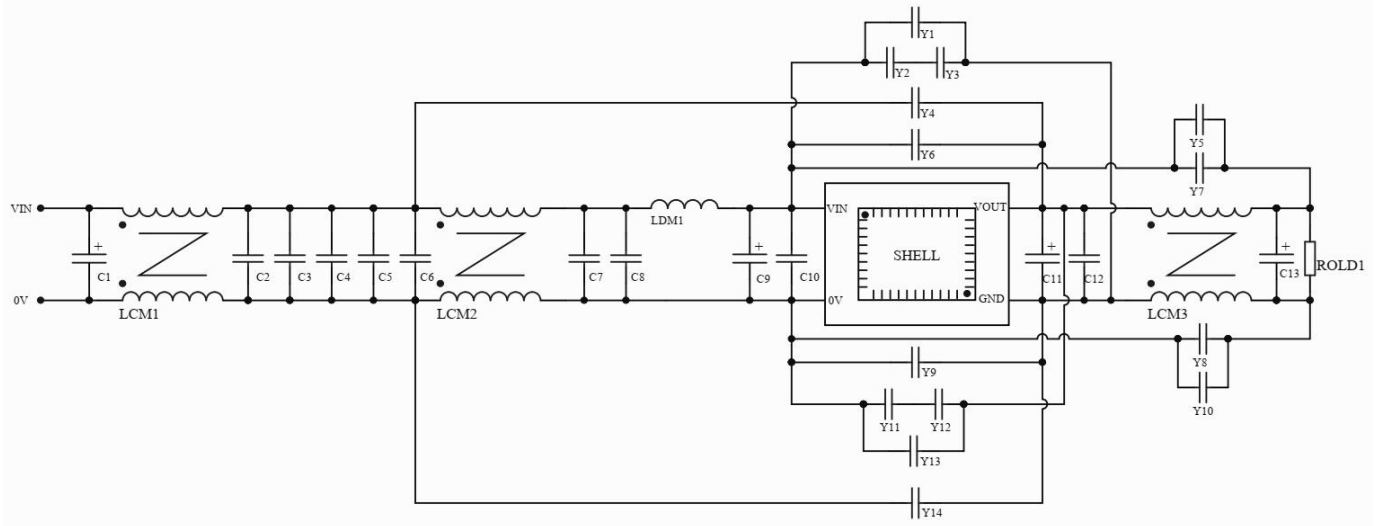 Y1
Y2
Y3
Y4
Y5
Y6
Y7
VIN
LDM1
VIN
VOUT
SHELL
C1
C2
C3
C4
C5
C6
C7
C8
C9
C10
C11
C12
C13
ROLD1
0V
0V
GND
LCM1
LCM2
LCM3
Y8
Y9
Y10
Y11
Y12
Y13
Y14